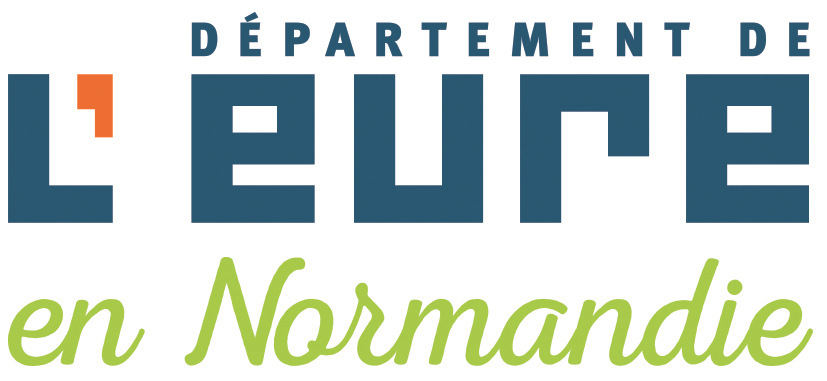 DÉPARTEMENT DE
L'eure
en Normandie